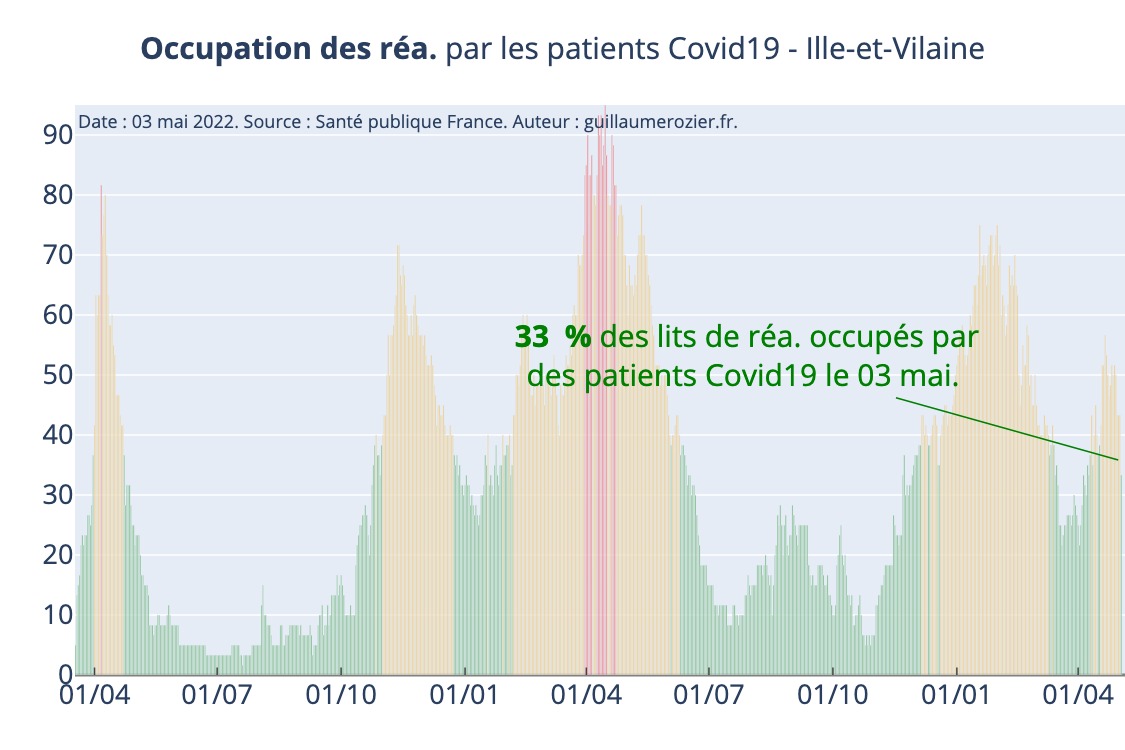 Occupation des réa. par les patients Covid19 - Ille-et-Vilaine
Date : 03 mai 2022. Source : Santé publique France. Auteur : guillaumerozier.fr.
90
80
70
60
33  % des lits de réa. occupés par
des patients Covid19 le 03 mai.
50
40
30
20
10
0
01/04 01/07 01/10 01/01 01/04 01/07 01/10 01/01 01/04